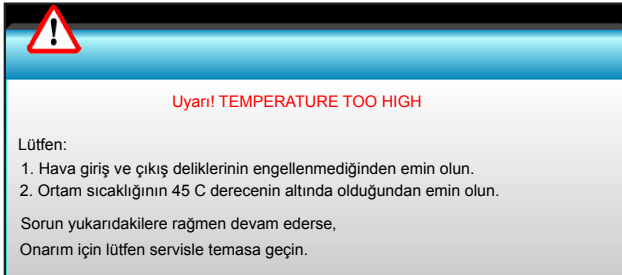 Uyarı! TEMPERATURE TOO HIGH
Lütfen:
1. Hava giriş ve çıkış deliklerinin engellenmediğinden emin olun.
2. Ortam sıcaklığının 45 C derecenin altında olduğundan emin olun.
Sorun yukarıdakilere rağmen devam ederse,
Onarım için lütfen servisle temasa geçin.